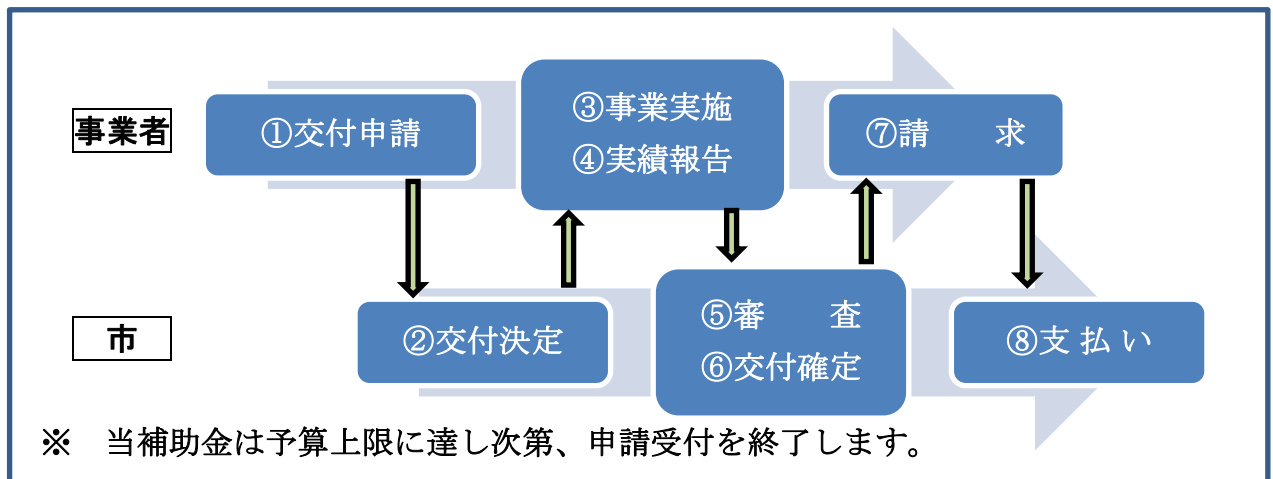 事業者
①交付申請
③事業実施
④実績報告
⑦請　　求
市
②交付決定
⑤審　　査
⑥交付確定
⑧支 払 い
※　当補助金は予算上限に達し次第、申請受付を終了します。